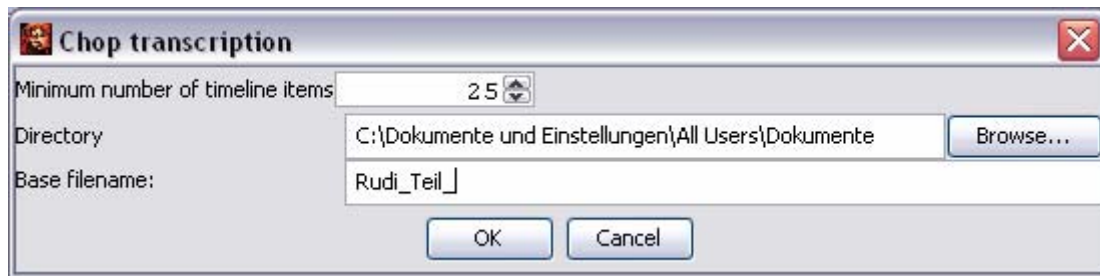 Chop transcription
Minimum number of timeline items 25
Directory C:\Dokumente und Einstellungen\All Users\Dokumente Browse...
Base filename: Rudi_Teil_
OK Cancel